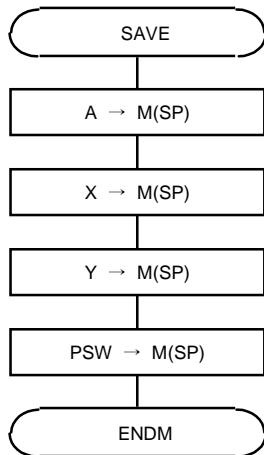 SAVE
A → M(SP)
X → M(SP)
Y → M(SP)
PSW → M(SP)
ENDM